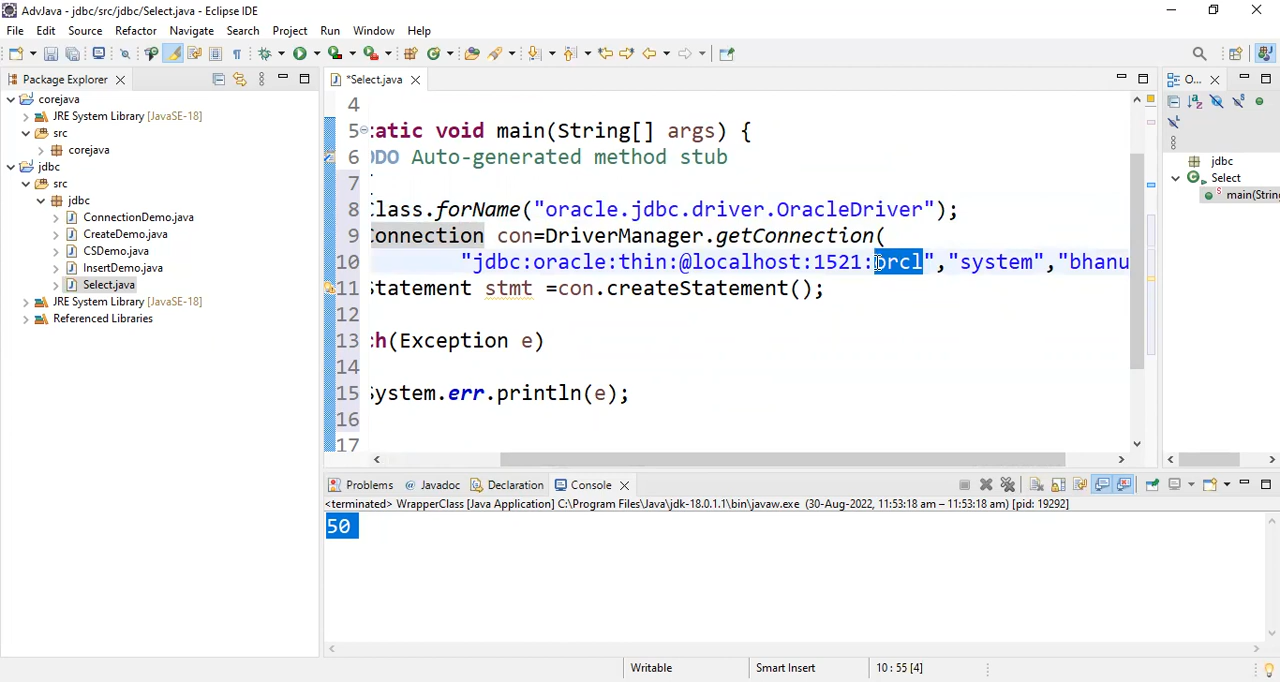 AdvJava - jdbc/src/jdbc/Select.java - Eclipse IDE
File Edit Source Refactor Navigate Search Project Run Window Help
Package Explorer
*Select.java
O...
corejava
JRE System Library [JavaSE-18]
src
corejava
jdbc
src
jdbc
ConnectionDemo.java
CreateDemo.java
CSDemo.java
InsertDemo.java
Select.java
JRE System Library [JavaSE-18]
Referenced Libraries
4
5 tatic void main(String[] args) {
6 ODO Auto-generated method stub
7
8 Class.forName("oracle.jdbc.driver.OracleDriver");
9 Connection con=DriverManager.getConnection(
10 "jdbc:oracle:thin:@localhost:1521:orcl","system","bhanu
11 Statement stmt =con.createStatement();
12
13 ch(Exception e)
14
15 System.err.println(e);
16
17
jdbc
Select
main(Strin
Problems @ Javadoc Declaration Console
<terminated> WrapperClass [Java Application] C:\Program Files\Java\jdk-18.0.1.1\bin\javaw.exe (30-Aug-2022, 11:53:18 am – 11:53:18 am) [pid: 19292]
50
Writable Smart Insert 10 : 55 [4]